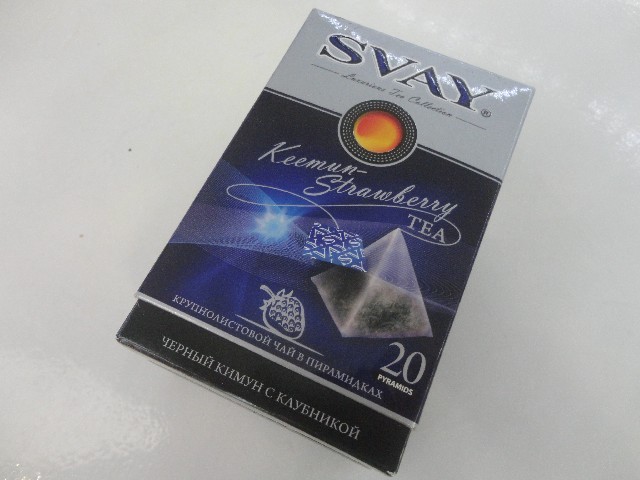 SVAY®
Luxurious Tea Collection
Keemun-
Strawberry
TEA
КРУПНОЛИСТОВОЙ ЧАЙ В ПИРАМИДКАХ
20
PYRAMIDS
ЧЕРНЫЙ КИМУН С КЛУБНИКОЙ